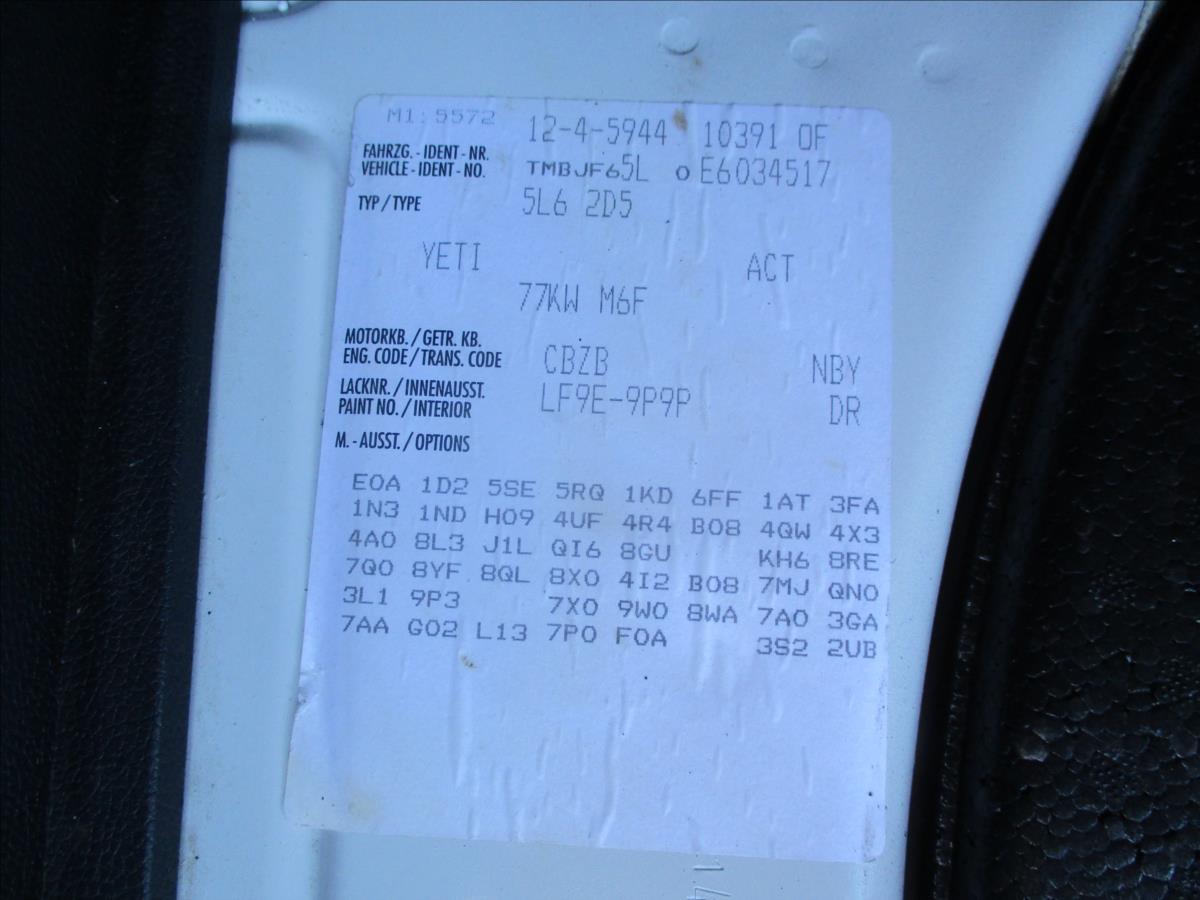 M1: 5572 12-4-5944 10391 OF
FAHRZG. - IDENT - NR.
VEHICLE - IDENT - NO. TMBJF65L 0E6034517
TYP / TYPE 5L6 2D5
YETI ACT
77KW M6F
MOTORKB. / GETR. KB.
ENG. CODE / TRANS. CODE CBZB NBY
LACKNR. / INNENAUSST.
PAINT NO. / INTERIOR LF9E-9P9P DR
M. - AUSST. / OPTIONS
E0A 1D2 5SE 5RQ 1KD 6FF 1AT 3FA
1N3 1ND H09 4UF 4R4 B08 4QW 4X3
4A0 8L3 J1L QI6 8GU KH6 8RE
7Q0 8YF 8QL 8X0 4I2 B08 7MJ QN0
3L1 9P3 7X0 9W0 8WA 7A0 3GA
7AA G02 L13 7P0 F0A 3S2 2UB